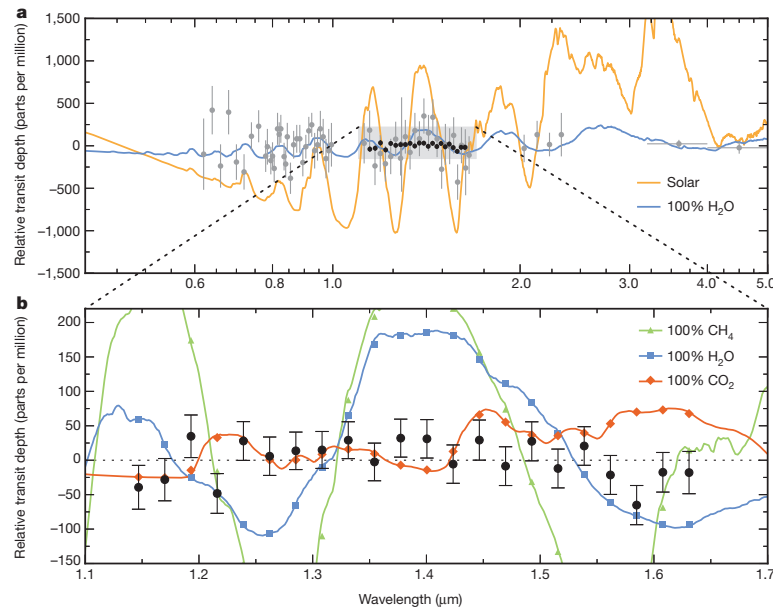 a
Relative transit depth (parts per million)
1,500
1,000
500
0
−500
−1,000
−1,500
Solar
100% H₂O
0.6
0.8
1.0
2.0
3.0
4.0
5.0
b
Relative transit depth (parts per million)
200
150
100
50
0
−50
−100
−150
100% CH₄
100% H₂O
100% CO₂
1.1
1.2
1.3
1.4
1.5
1.6
1.7
Wavelength (μm)